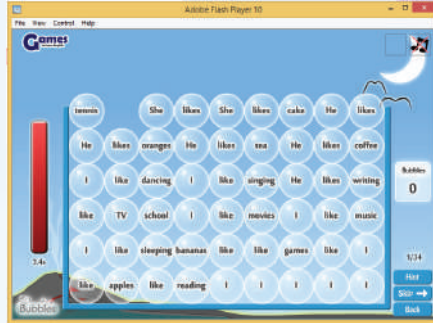 Adobe Flash Player 10
File View Control Help
Games
tennis She likes She likes cake He likes
He likes oranges He likes tea He likes coffee
I like dancing I like singing He likes writing
like TV school I like movies I like music
I like sleeping bananas like like games like I
like apples like reading I I I I I
Bubbles
0
3.4s
1/34
Hint
Skip
Back
Bubbles